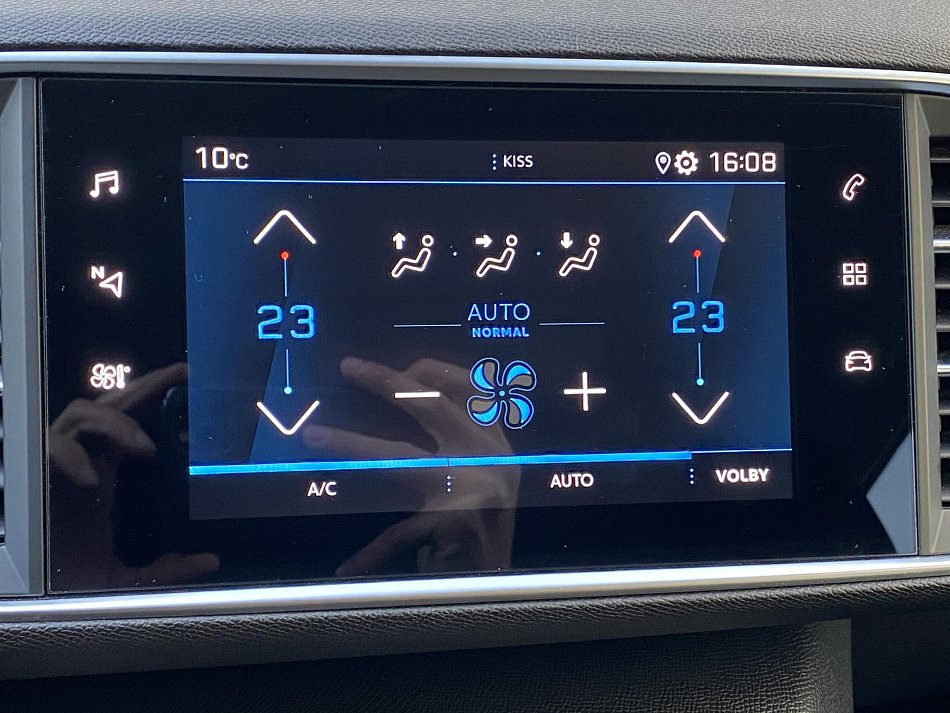 10°C
KISS
16:08
N
23
AUTO
NORMAL
23
A/C
AUTO
VOLBY